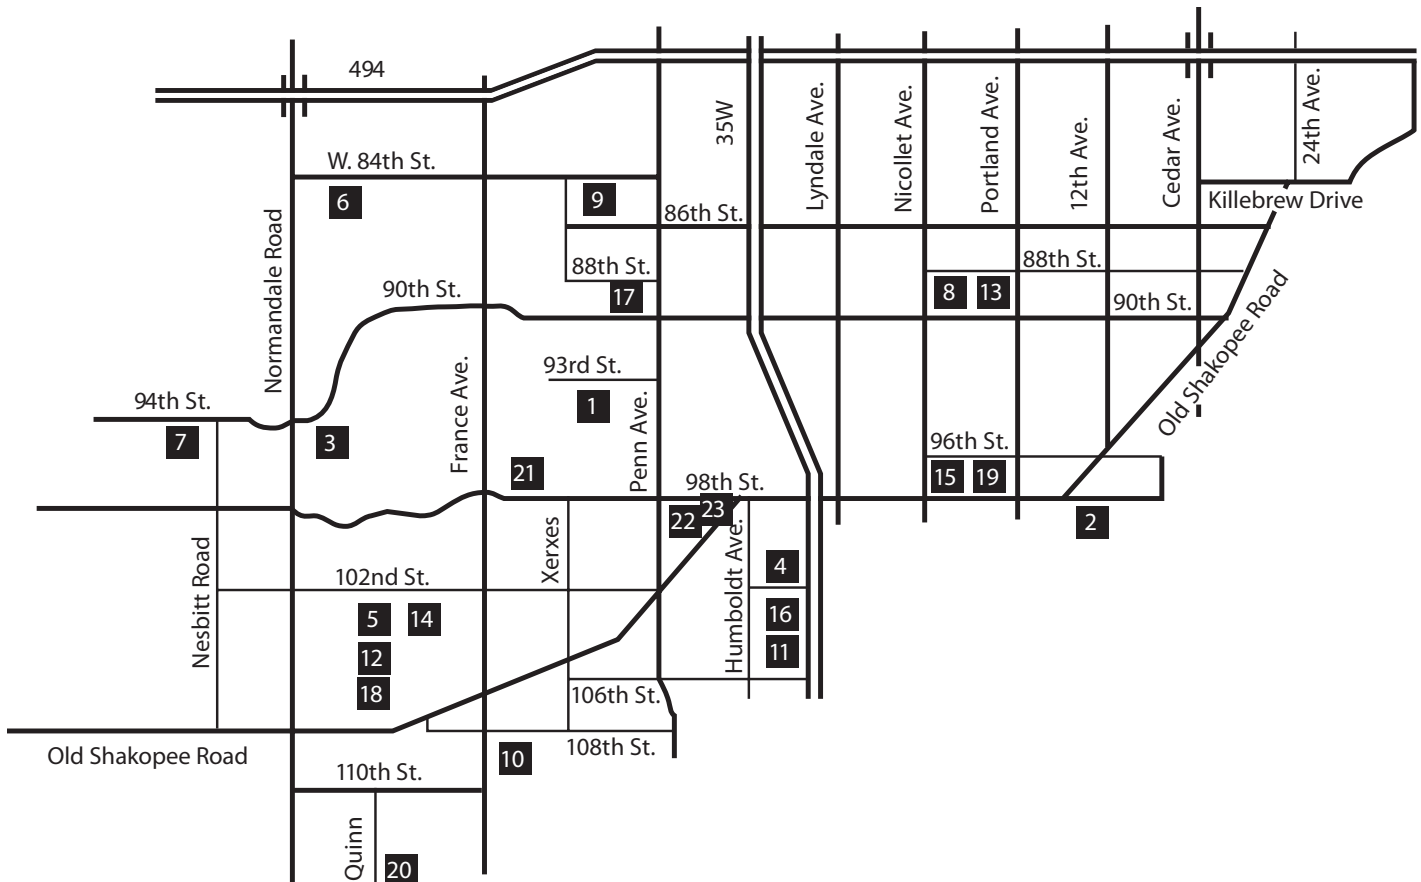 494
W. 84th St.
6
9
35W
86th St.
Lyndale Ave.
Nicollet Ave.
Portland Ave.
12th Ave.
Cedar Ave.
24th Ave.
Killebrew Drive
Normandale Road
88th St.
17
88th St.
8
13
90th St.
90th St.
Old Shakopee Road
93rd St.
1
94th St.
7
3
France Ave.
Penn Ave.
21
96th St.
15
19
98th St.
22
23
2
Nesbitt Road
Xerxes
Humboldt Ave.
4
102nd St.
5
14
16
12
11
18
106th St.
Old Shakopee Road
10
108th St.
110th St.
Quinn
20